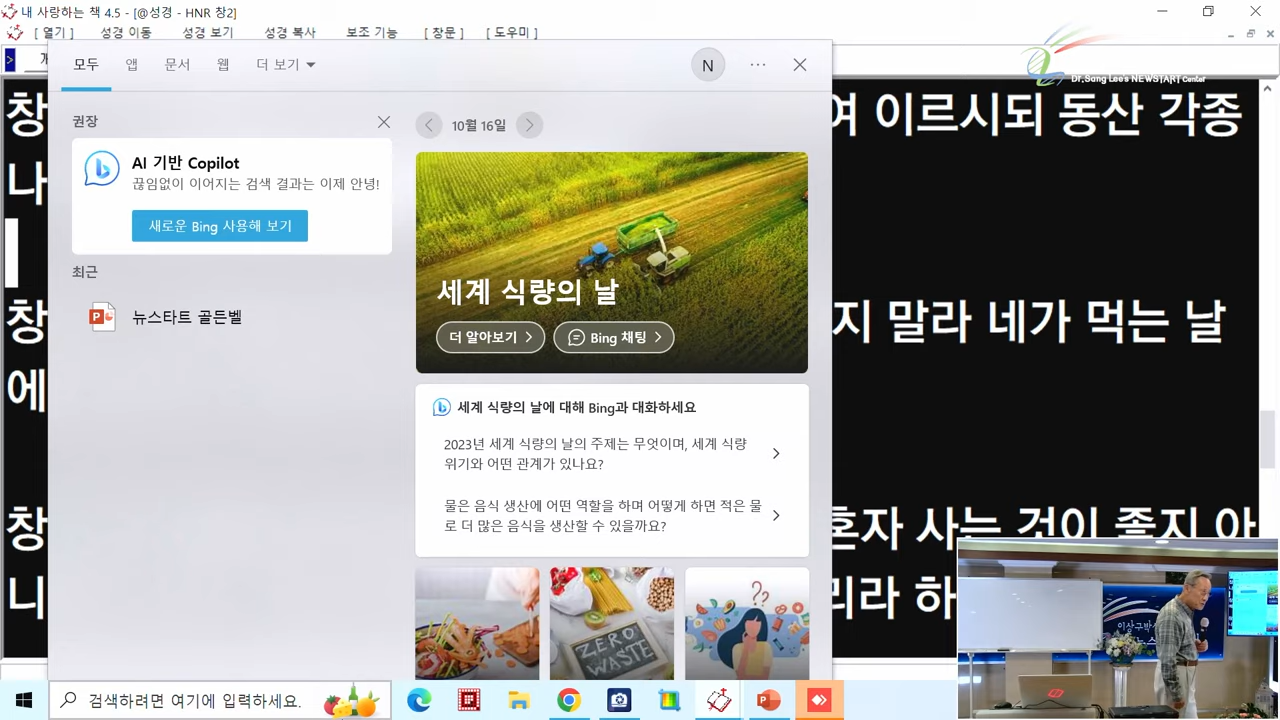 내 사랑하는 책 4.5 - [@성경 - HNR 창2]
[ 열기 ] 성경 이동 성경 보기 성경 복사 보조 기능 [ 창문 ] [ 도우미 ]
모두 앱 문서 웹 더 보기 N
Dr.Sang Lee's NEWSTART Center
권장
AI 기반 Copilot
끊임없이 이어지는 검색 결과는 이제 안녕!
새로운 Bing 사용해 보기
최근
뉴스타트 골든벨
10월 16일
세계 식량의 날
더 알아보기
Bing 채팅
세계 식량의 날에 대해 Bing과 대화하세요
2023년 세계 식량의 날의 주제는 무엇이며, 세계 식량
위기와 어떤 관계가 있나요?
물은 음식 생산에 어떤 역할을 하며 어떻게 하면 적은 물
로 더 많은 음식을 생산할 수 있을까요?
ZERO
WASTE
창 여 이르시되 동산 각종
나
창 지 말라 네가 먹는 날
에
창 혼자 사는 것이 좋지 아
니 리라 하
이상구박사
검색하려면 여기에 입력하세요.